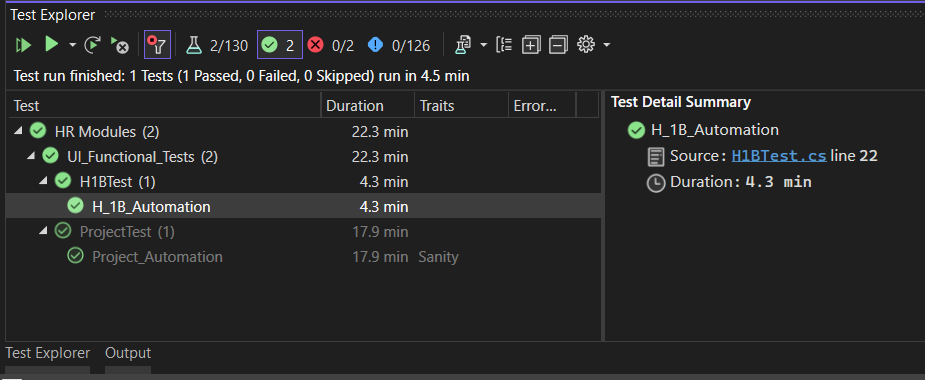 Test Explorer
2/130 2 0/2 0/126
Test run finished: 1 Tests (1 Passed, 0 Failed, 0 Skipped) run in 4.5 min
Test Duration Traits Error...
HR Modules (2) 22.3 min
UI_Functional_Tests (2) 22.3 min
H1BTest (1) 4.3 min
H_1B_Automation 4.3 min
ProjectTest (1) 17.9 min
Project_Automation 17.9 min Sanity
Test Detail Summary
H_1B_Automation
Source: H1BTest.cs line 22
Duration: 4.3 min
Test Explorer Output